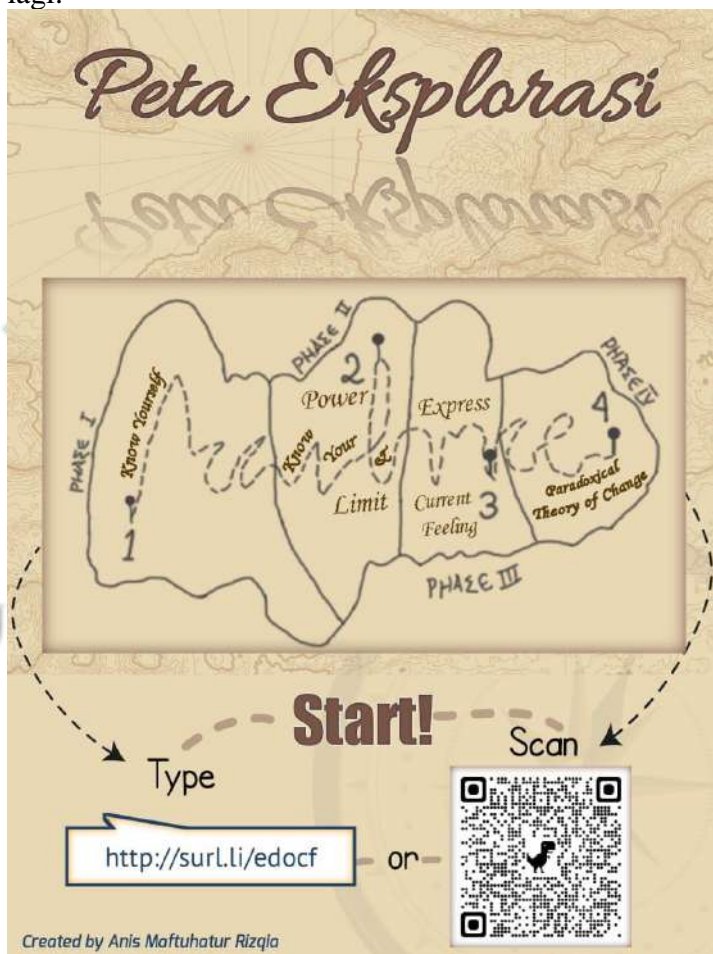 lagi.
Peta Eksplorasi
Peta Eksplorasi
PHASE I
Know Yourself
1
PHASE II
2
Power
Know Your &
Limit
Express
Current
Feeling
3
PHASE III
PHASE IV
4
Paradoxical
Theory of Change
Start!
Type
Scan
http://surl.li/edocf
or
Created by Anis Maftuhatur Rizqia